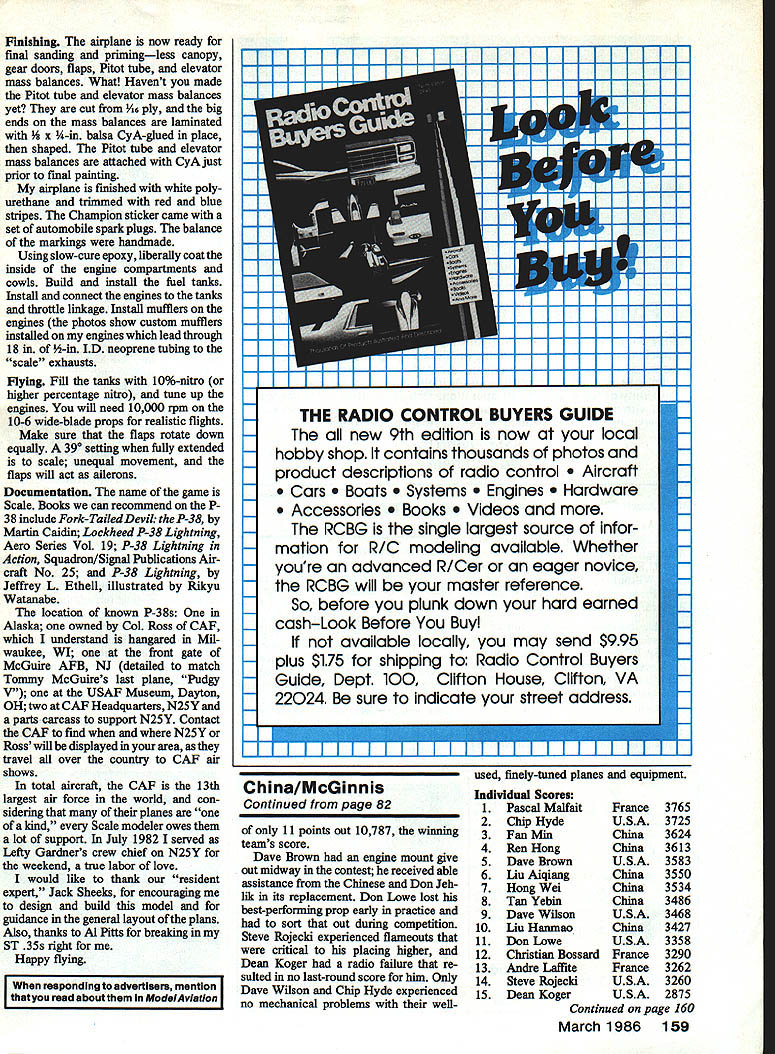 Finishing. The airplane is now ready for
final sanding and priming—less canopy,
gear doors, flaps, Pitot tube, and elevator
mass balances. What! Haven't you made
the Pitot tube and elevator mass balances
yet? They are cut from 1⁄16 ply, and the big
ends on the mass balances are laminated
with ⅛ x ¼-in. balsa CyA-glued in place,
then shaped. The Pitot tube and elevator
mass balances are attached with CyA just
prior to final painting.
My airplane is finished with white poly-
urethane and trimmed with red and blue
stripes. The Champion sticker came with a
set of automobile spark plugs. The balance
of the markings were handmade.
Using slow-cure epoxy, liberally coat the
inside of the engine compartments and
cowls. Build and install the fuel tanks.
Install and connect the engines to the tanks
and throttle linkage. Install mufflers on the
engines (the photos show custom mufflers
installed on my engines which lead through
18 in. of ½-in. I.D. neoprene tubing to the
"scale" exhausts.
Flying. Fill the tanks with 10%-nitro (or
higher percentage nitro), and tune up the
engines. You will need 10,000 rpm on the
10-6 wide-blade props for realistic flights.
Make sure that the flaps rotate down
equally. A 39° setting when fully extended
is to scale; unequal movement, and the
flaps will act as ailerons.
Documentation. The name of the game is
Scale. Books we can recommend on the P-
38 include Fork-Tailed Devil: the P-38, by
Martin Caidin; Lockheed P-38 Lightning,
Aero Series Vol. 19; P-38 Lightning in
Action, Squadron/Signal Publications Air-
craft No. 25; and P-38 Lightning, by
Jeffrey L. Ethell, illustrated by Rikyu
Watanabe.
The location of known P-38s: One in
Alaska; one owned by Col. Ross of CAF,
which I understand is hangared in Mil-
waukee, WI; one at the front gate of
McGuire AFB, NJ (detailed to match
Tommy McGuire's last plane, "Pudgy
V"); one at the USAF Museum, Dayton,
OH; two at CAF Headquarters, N25Y and
a parts carcass to support N25Y. Contact
the CAF to find when and where N25Y or
Ross' will be displayed in your area, as they
travel all over the country to CAF air
shows.
In total aircraft, the CAF is the 13th
largest air force in the world, and con-
sidering that many of their planes are "one
of a kind," every Scale modeler owes them
a lot of support. In July 1982 I served as
Lefty Gardner's crew chief on N25Y for
the weekend, a true labor of love.
I would like to thank our "resident
expert," Jack Sheeks, for encouraging me
to design and build this model and for
guidance in the general layout of the plans.
Also, thanks to Al Pitts for breaking in my
ST .35s right for me.
Happy flying.
When responding to advertisers, mention
that you read about them in Model Aviation
Radio Control
Buyers Guide
•Aircraft
•Cars
•Boats
•Systems
•Engines
•Hardware
•Accessories
•Books
•Videos
•And More
Thousands Of Products Illustrated And Described
Look
Before
You
Buy!
THE RADIO CONTROL BUYERS GUIDE
The all new 9th edition is now at your local
hobby shop. It contains thousands of photos and
product descriptions of radio control • Aircraft
• Cars • Boats • Systems • Engines • Hardware
• Accessories • Books • Videos and more.
The RCBG is the single largest source of infor-
mation for R/C modeling available. Whether
you're an advanced R/Cer or an eager novice,
the RCBG will be your master reference.
So, before you plunk down your hard earned
cash–Look Before You Buy!
If not available locally, you may send $9.95
plus $1.75 for shipping to: Radio Control Buyers
Guide, Dept. 100, Clifton House, Clifton, VA
22024. Be sure to indicate your street address.
China/McGinnis
Continued from page 82
of only 11 points out 10,787, the winning
team's score.
Dave Brown had an engine mount give
out midway in the contest; he received able
assistance from the Chinese and Don Jeh-
lik in its replacement. Don Lowe lost his
best-performing prop early in practice and
had to sort that out during competition.
Steve Rojecki experienced flameouts that
were critical to his placing higher, and
Dean Koger had a radio failure that re-
sulted in no last-round score for him. Only
Dave Wilson and Chip Hyde experienced
no mechanical problems with their well-
used, finely-tuned planes and equipment.
Individual Scores:
1. Pascal Malfait France 3765
2. Chip Hyde U.S.A. 3725
3. Fan Min China 3624
4. Ren Hong China 3613
5. Dave Brown U.S.A. 3583
6. Liu Aiqiang China 3550
7. Hong Wei China 3534
8. Tan Yebin China 3486
9. Dave Wilson U.S.A. 3468
10. Liu Hanmao China 3427
11. Don Lowe U.S.A. 3358
12. Christian Bossard France 3290
13. Andre Laffite France 3262
14. Steve Rojecki U.S.A. 3260
15. Dean Koger U.S.A. 2875
Continued on page 160
March 1986 159